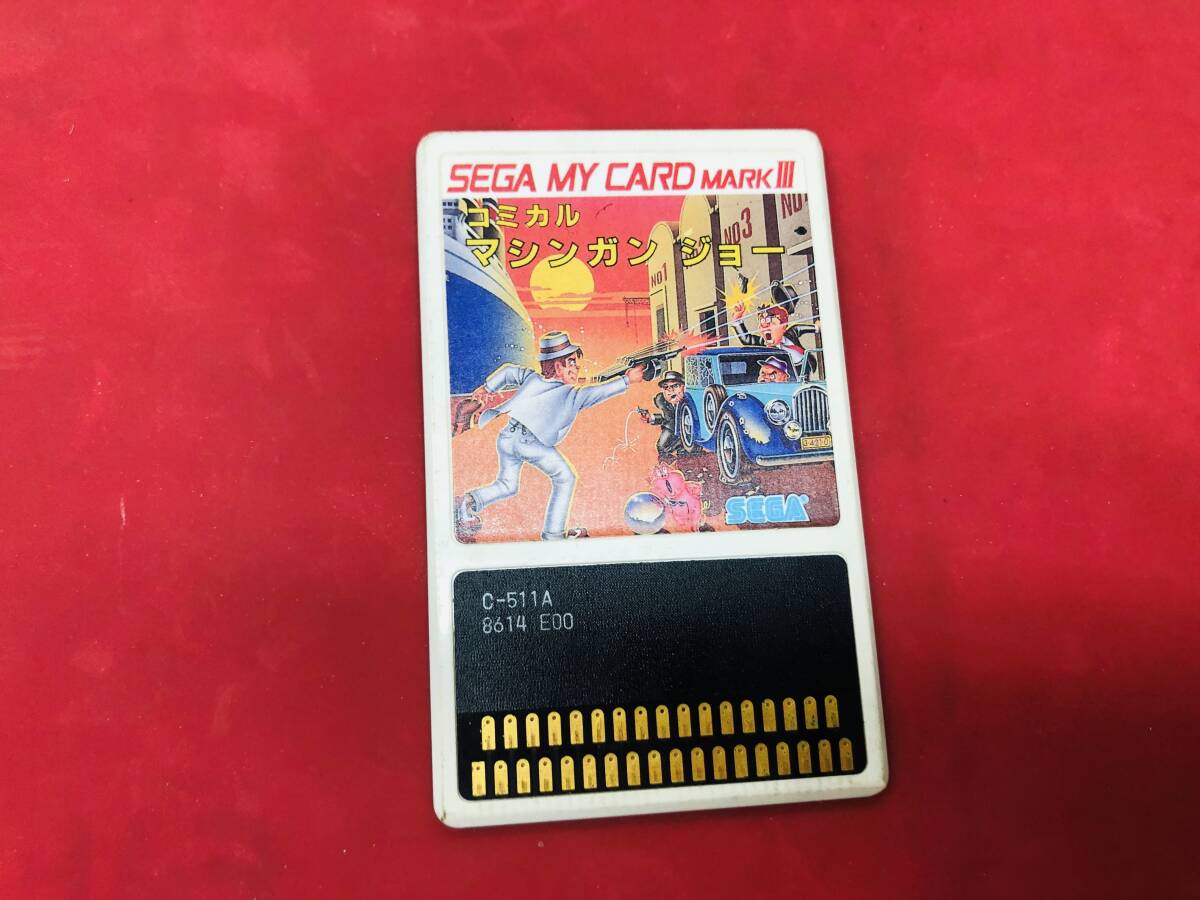 SEGA MY CARD MARK III
コミカル
マシンガン ジョー
NO1
NO3
NO
SEGA®
C-511A
8614 E00